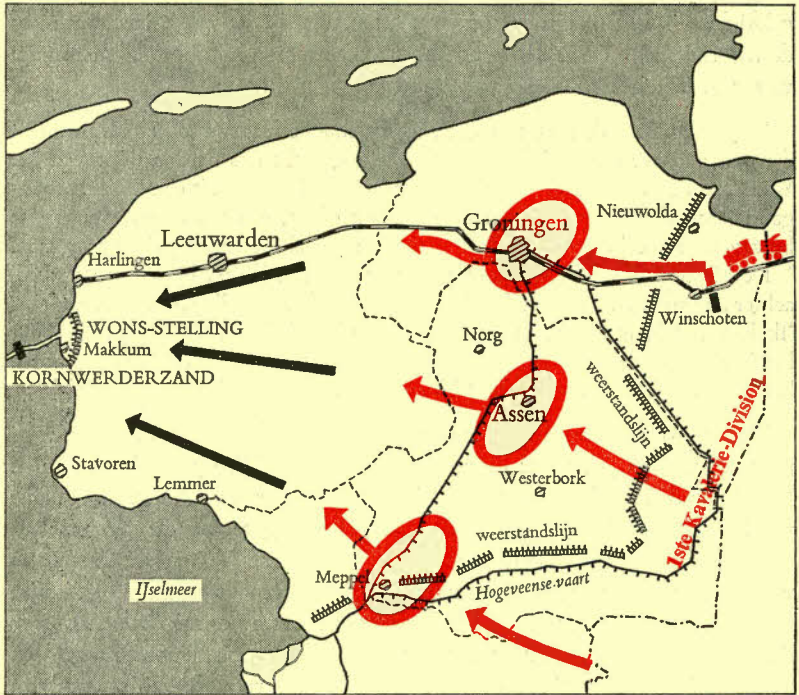 Groningen
Nieuwolda
Leeuwarden
Harlingen
Winschoten
WONS-STELLING
Makkum
Norg
KORNWERDERZAND
weerstandslijn
Assen
1ste Kavalerie-Division
Stavoren
Lemmer
Westerbork
weerstandslijn
Meppel
IJselmeer
Hogeveense.vaart